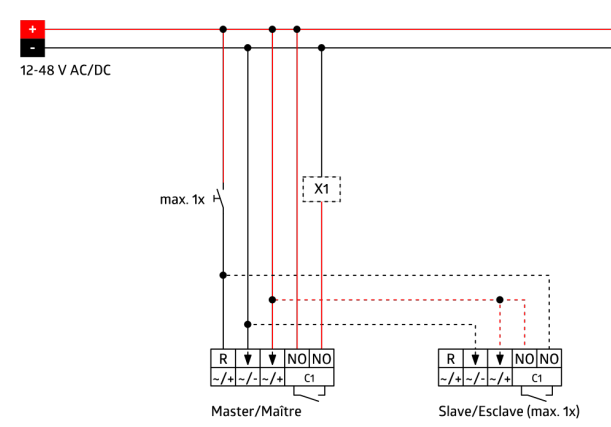 +
-
12-48 V AC/DC
max. 1x
X1
R NO NO
~/+ ~/- ~/+ C1
Master/Maître
R NO NO
~/+ ~/- ~/+ C1
Slave/Esclave (max. 1x)